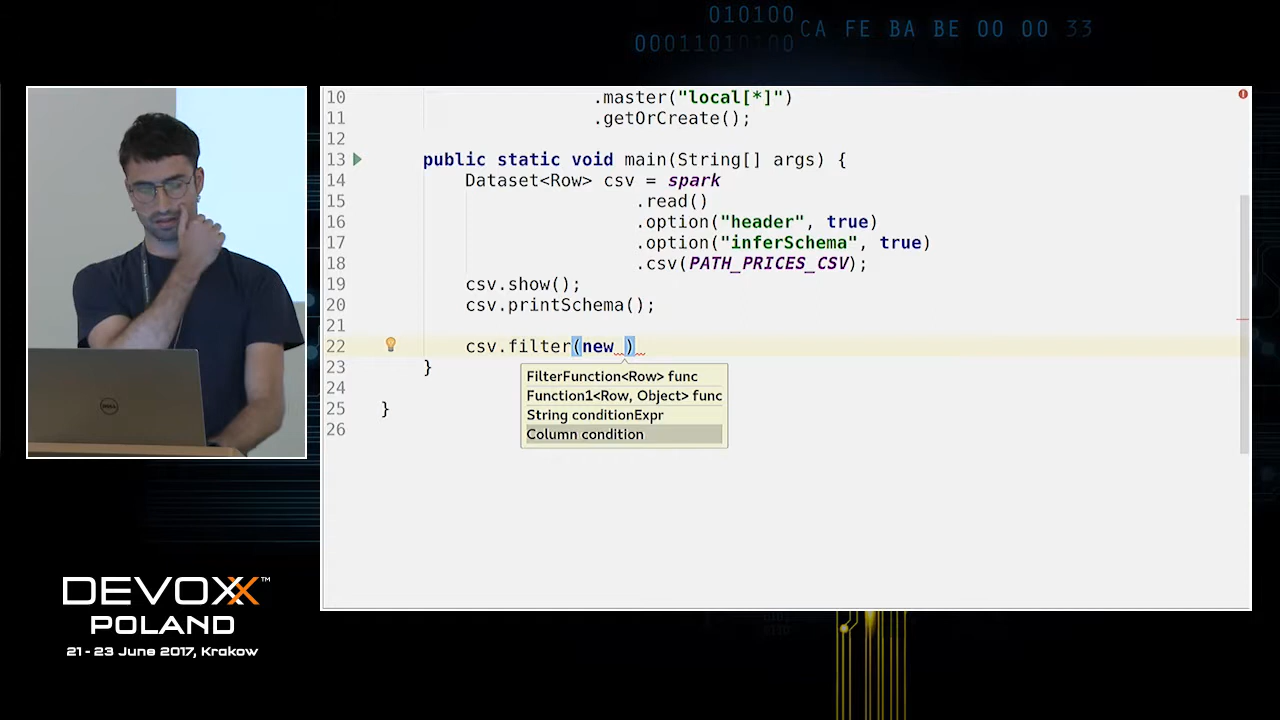 010100
00011010100
CA FE BA BE 00 00 33
10 .master("local[*]")
11 .getOrCreate();
12
13 public static void main(String[] args) {
14 Dataset<Row> csv = spark
15 .read()
16 .option("header", true)
17 .option("inferSchema", true)
18 .csv(PATH_PRICES_CSV);
19 csv.show();
20 csv.printSchema();
21
22 csv.filter(new )
23 }
24
25 }
26
FilterFunction<Row> func
Function1<Row, Object> func
String conditionExpr
Column condition
DELL
DEVOXX™
POLAND
21 - 23 June 2017, Krakow